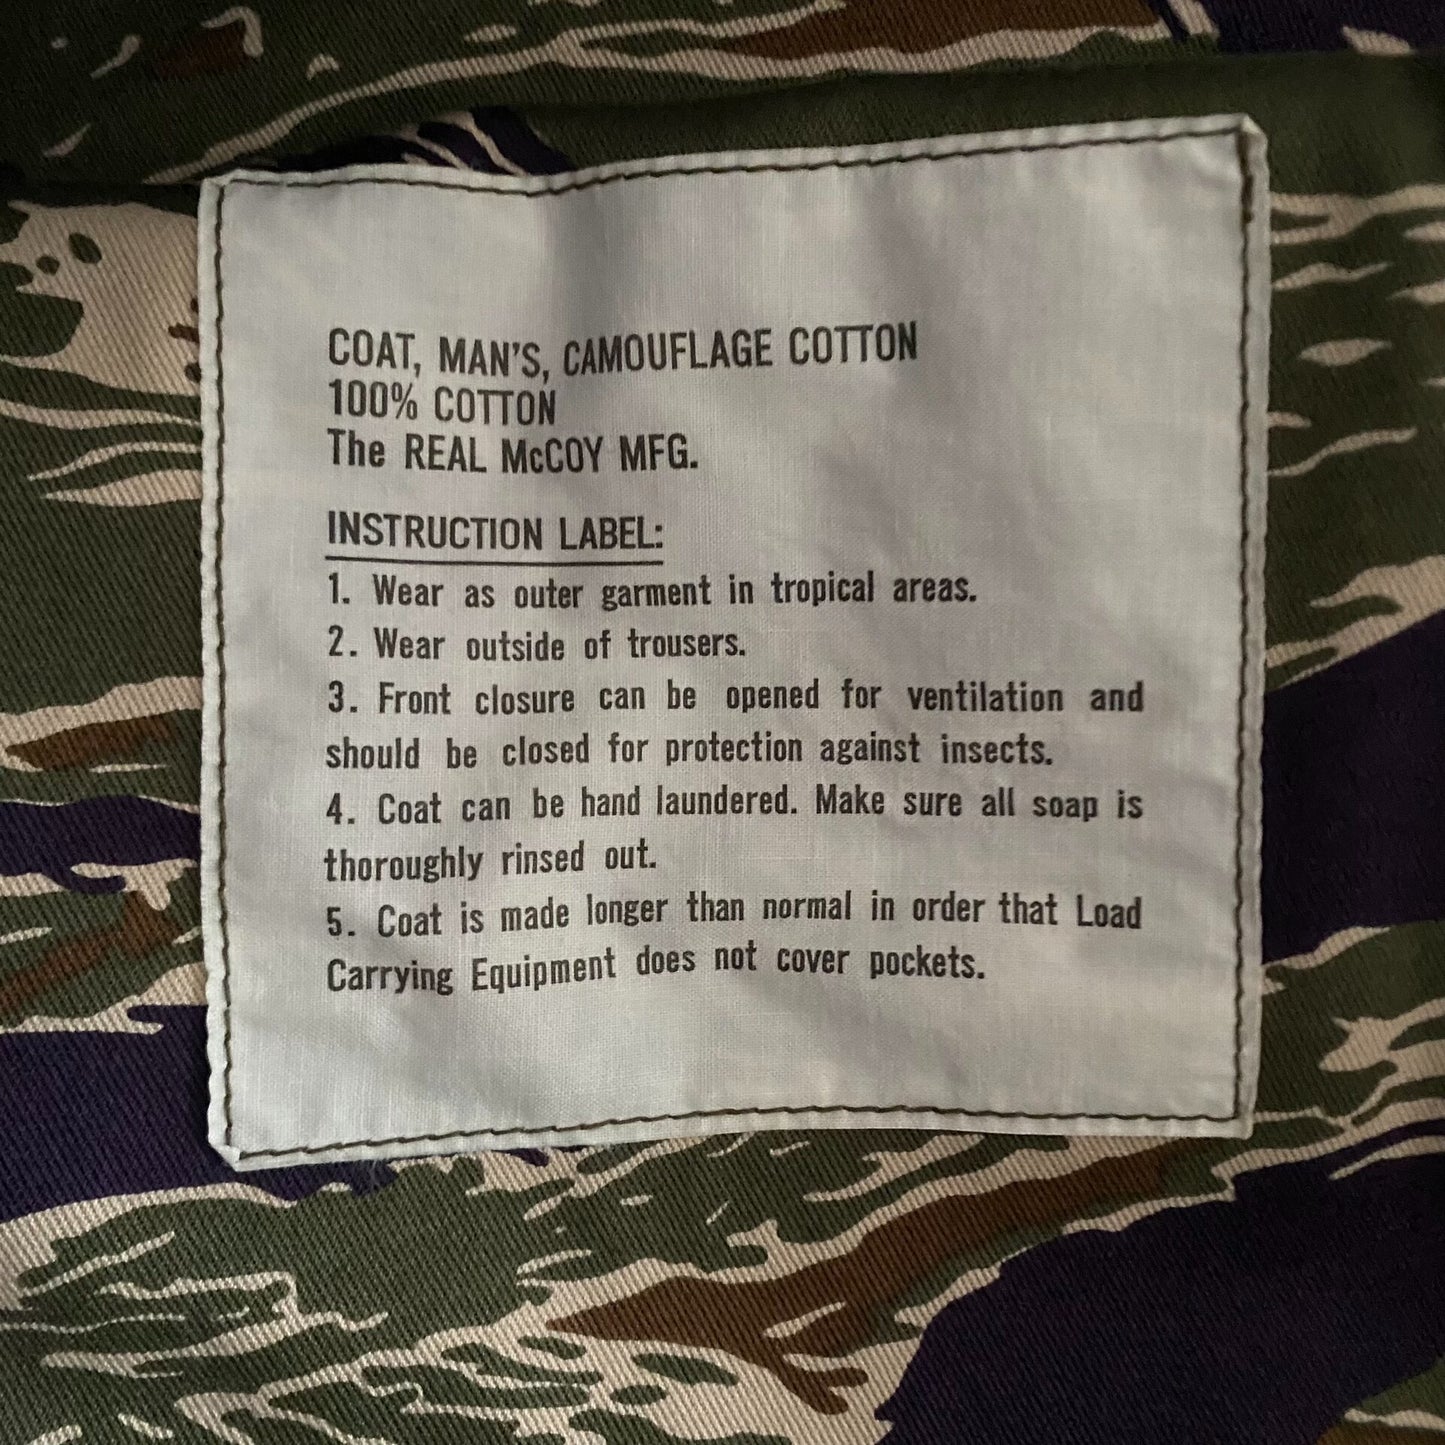 COAT, MAN'S, CAMOUFLAGE COTTON
100% COTTON
The REAL McCOY MFG.
INSTRUCTION LABEL:
1. Wear as outer garment in tropical areas.
2. Wear outside of trousers.
3. Front closure can be opened for ventilation and
should be closed for protection against insects.
4. Coat can be hand laundered. Make sure all soap is
thoroughly rinsed out.
5. Coat is made longer than normal in order that Load
Carrying Equipment does not cover pockets.